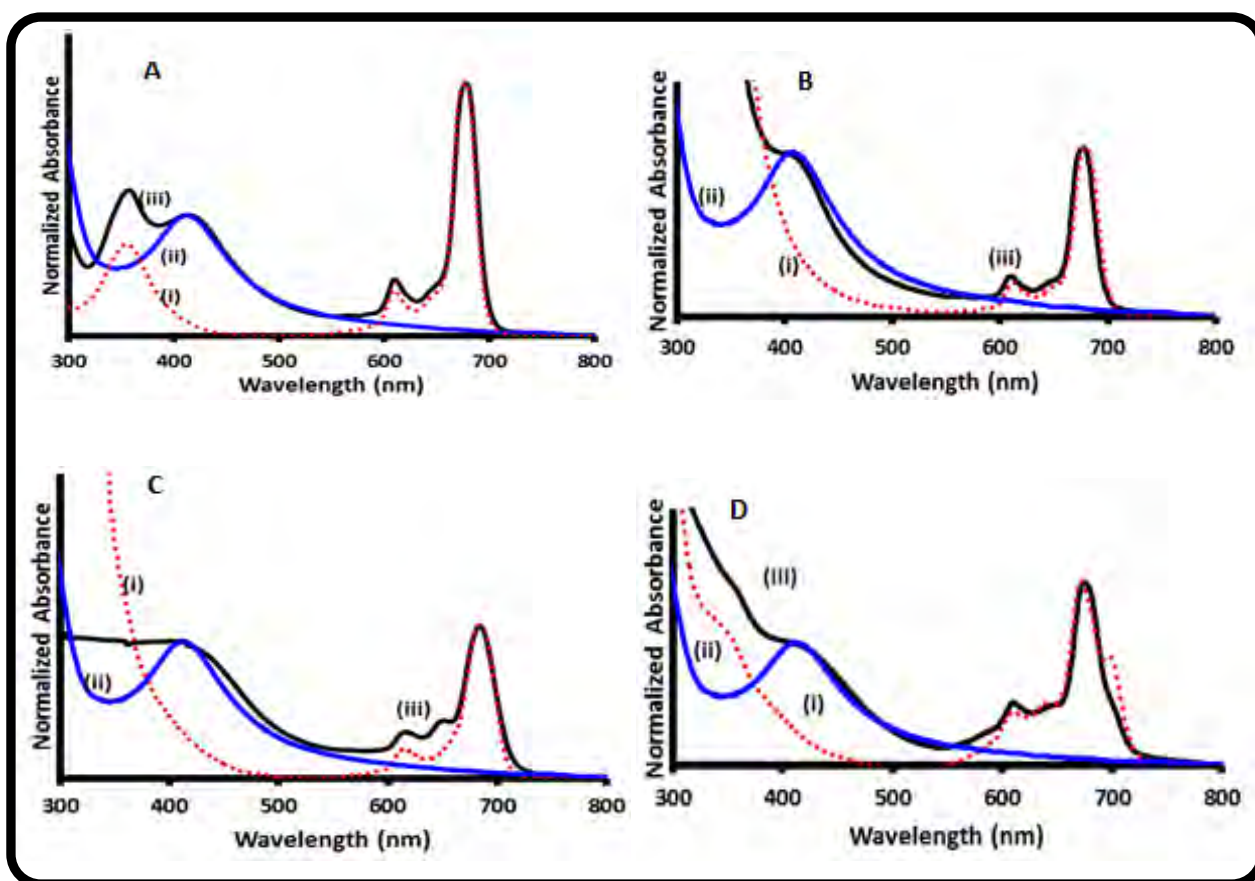 A
Normalized Absorbance
(iii)
(ii)
(i)
300 400 500 600 700 800
Wavelength (nm)
B
Normalized Absorbance
(ii)
(i)
(iii)
300 400 500 600 700 800
Wavelength (nm)
C
Normalized Absorbance
(i)
(ii)
(iii)
300 400 500 600 700 800
Wavelength (nm)
D
Normalized Absorbance
(iii)
(ii)
(i)
300 400 500 600 700 800
Wavelength (nm)